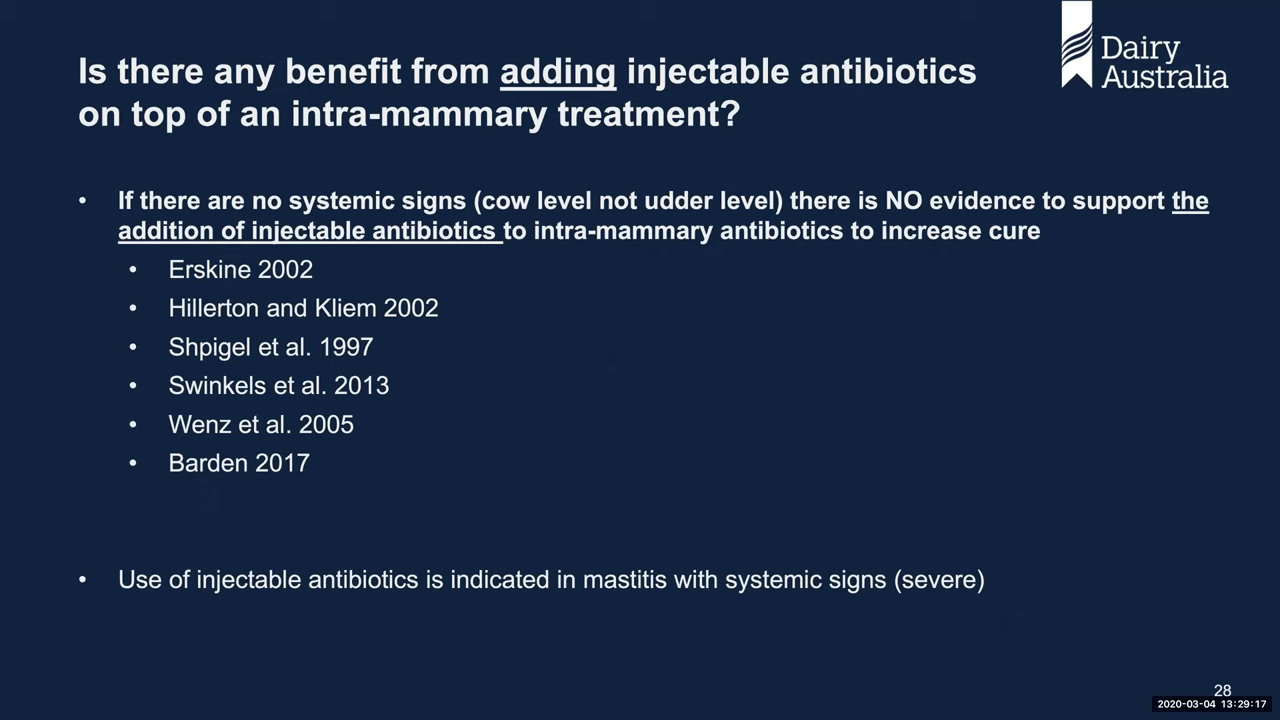 Is there any benefit from adding injectable antibiotics
on top of an intra-mammary treatment?
Dairy
Australia
• If there are no systemic signs (cow level not udder level) there is NO evidence to support the
addition of injectable antibiotics to intra-mammary antibiotics to increase cure
• Erskine 2002
• Hillerton and Kliem 2002
• Shpigel et al. 1997
• Swinkels et al. 2013
• Wenz et al. 2005
• Barden 2017
• Use of injectable antibiotics is indicated in mastitis with systemic signs (severe)
28
2020-03-04 13:29:17